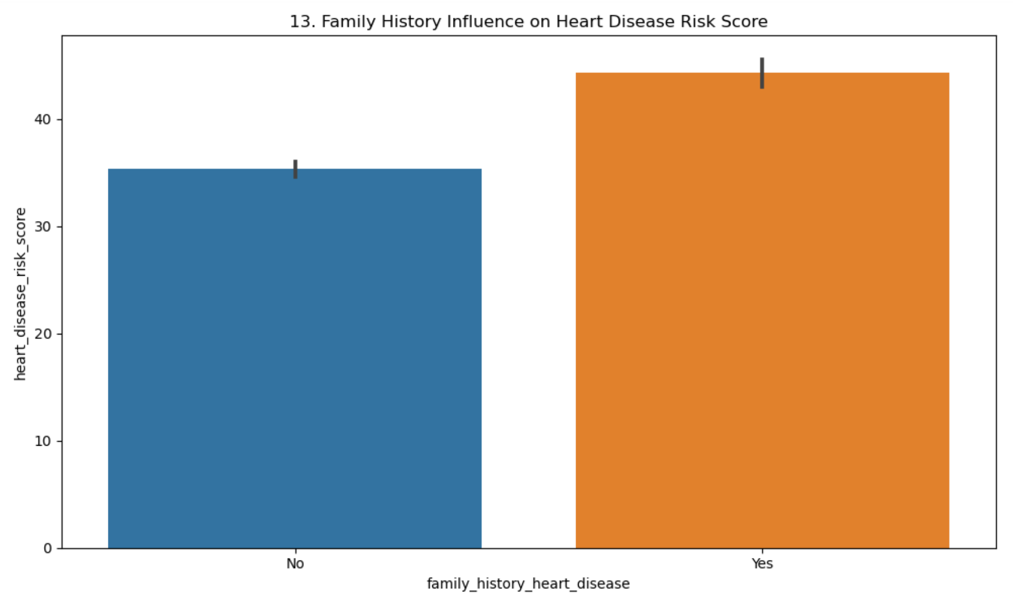 13. Family History Influence on Heart Disease Risk Score
heart_disease_risk_score
40
30
20
10
0
No
Yes
family_history_heart_disease